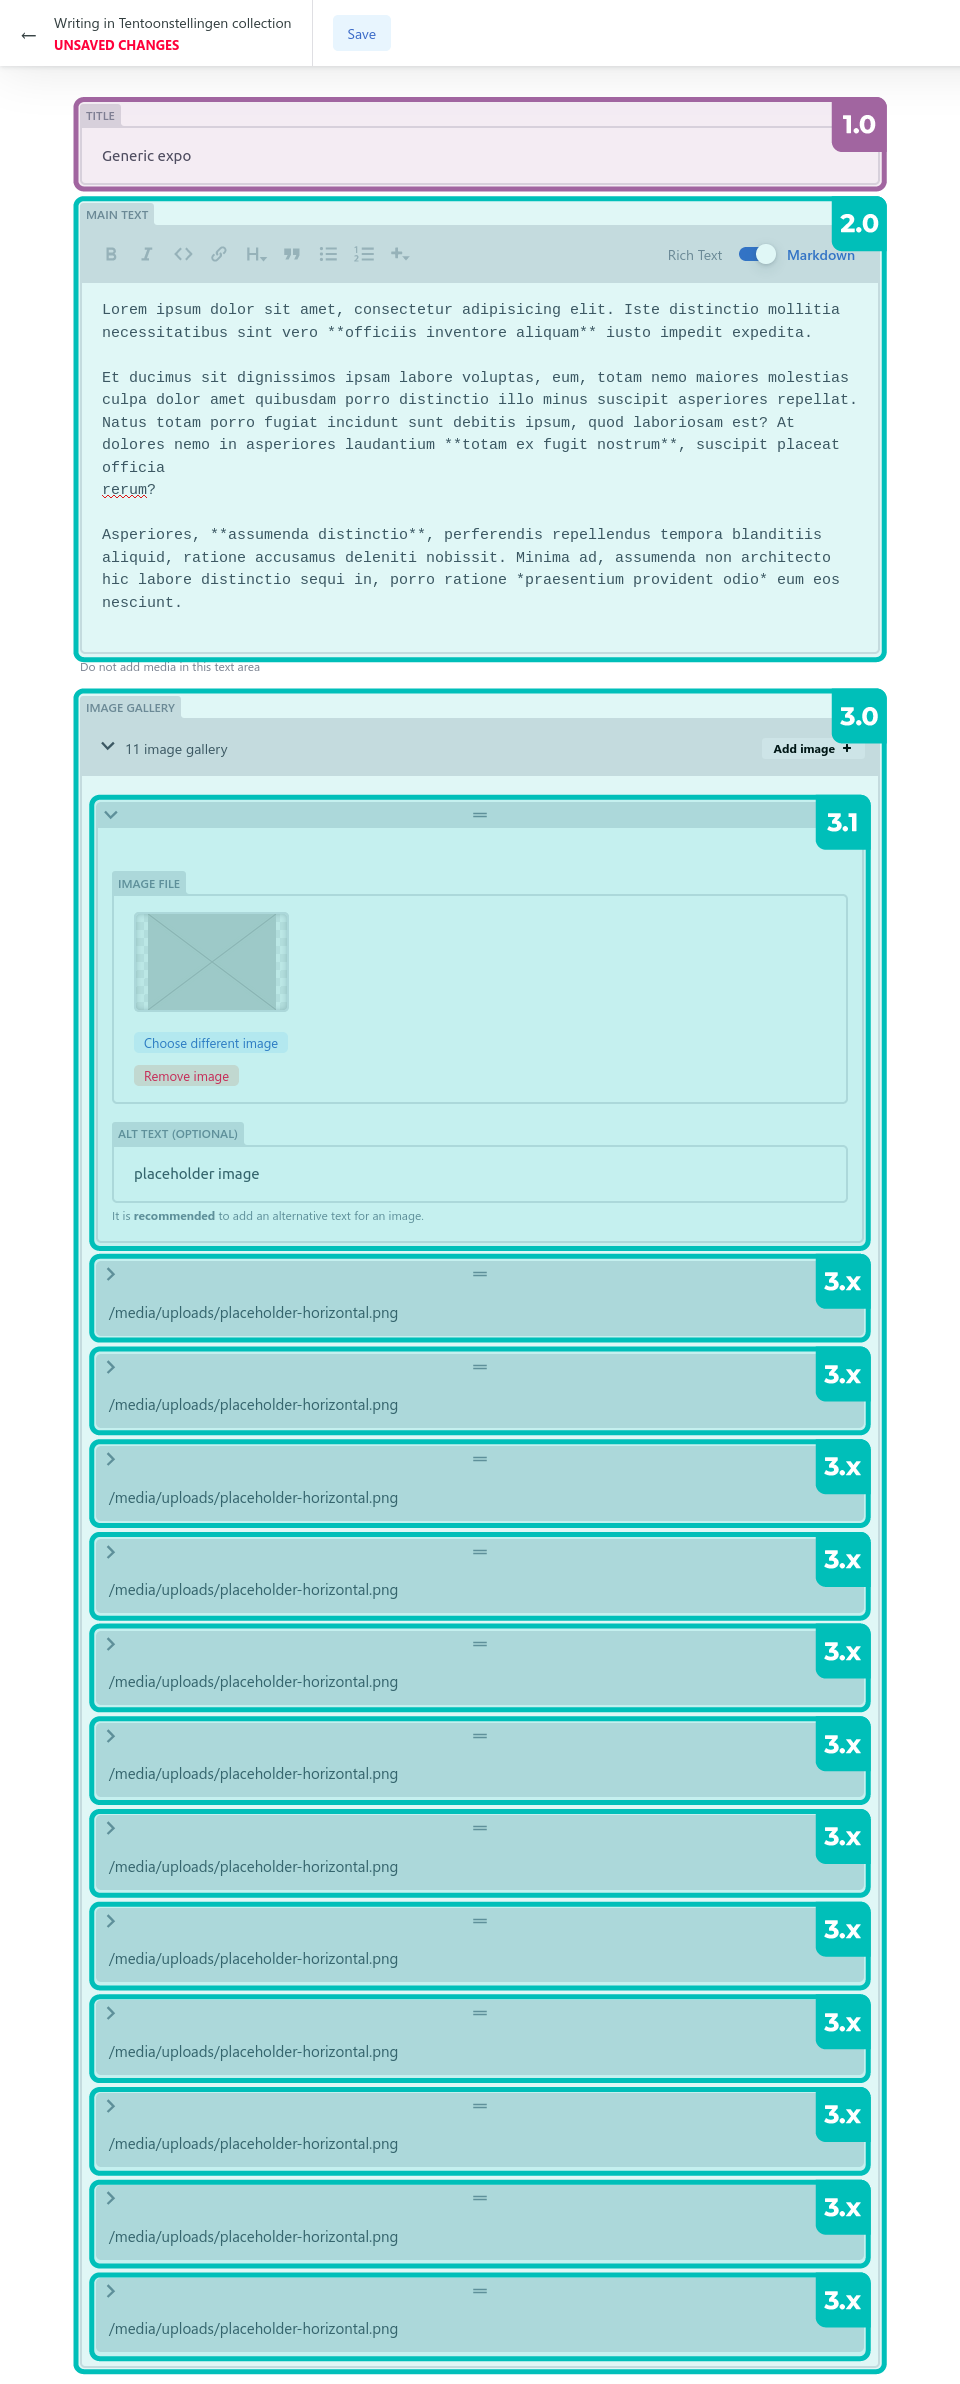 ← Writing in Tentoonstellingen collection
UNSAVED CHANGES
Save
TITLE
1.0
Generic expo
MAIN TEXT
2.0
Rich Text Markdown
Lorem ipsum dolor sit amet, consectetur adipisicing elit. Iste distinctio mollitia
necessitatibus sint vero **officiis inventore aliquam** iusto impedit expedita.
Et ducimus sit dignissimos ipsam labore voluptas, eum, totam nemo maiores molestias
culpa dolor amet quibusdam porro distinctio illo minus suscipit asperiores repellat.
Natus totam porro fugiat incidunt sunt debitis ipsum, quod laboriosam est? At
dolores nemo in asperiores laudantium **totam ex fugit nostrum**, suscipit placeat
officia
rerum?
Asperiores, **assumenda distinctio**, perferendis repellendus tempora blanditiis
aliquid, ratione accusamus deleniti nobissit. Minima ad, assumenda non architecto
hic labore distinctio sequi in, porro ratione *praesentium provident odio* eum eos
nesciunt.
Do not add media in this text area
IMAGE GALLERY
3.0
11 image gallery
Add image +
3.1
IMAGE FILE
Choose different image
Remove image
ALT TEXT (OPTIONAL)
placeholder image
It is recommended to add an alternative text for an image.
3.x
/media/uploads/placeholder-horizontal.png
3.x
/media/uploads/placeholder-horizontal.png
3.x
/media/uploads/placeholder-horizontal.png
3.x
/media/uploads/placeholder-horizontal.png
3.x
/media/uploads/placeholder-horizontal.png
3.x
/media/uploads/placeholder-horizontal.png
3.x
/media/uploads/placeholder-horizontal.png
3.x
/media/uploads/placeholder-horizontal.png
3.x
/media/uploads/placeholder-horizontal.png
3.x
/media/uploads/placeholder-horizontal.png
3.x
/media/uploads/placeholder-horizontal.png
3.x
/media/uploads/placeholder-horizontal.png